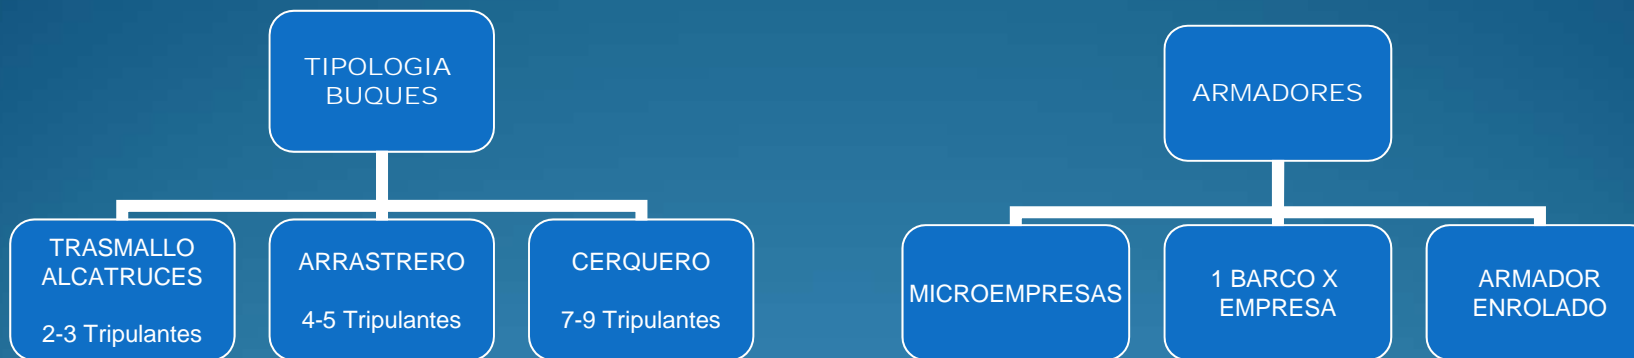 TIPOLOGIA
BUQUES
TRASMALLO
ALCATRUCES
2-3 Tripulantes
ARRASTRERO
4-5 Tripulantes
CERQUERO
7-9 Tripulantes
ARMADORES
MICROEMPRESAS
1 BARCO X
EMPRESA
ARMADOR
ENROLADO